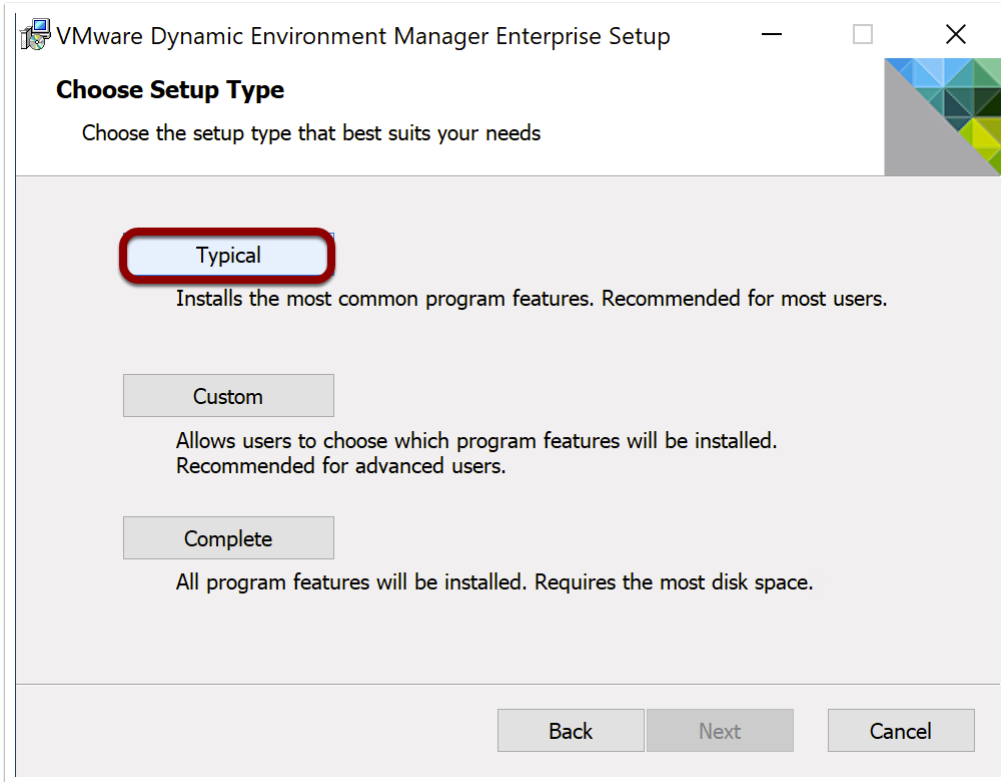 VMware Dynamic Environment Manager Enterprise Setup
Choose Setup Type
Choose the setup type that best suits your needs
Typical
Installs the most common program features. Recommended for most users.
Custom
Allows users to choose which program features will be installed.
Recommended for advanced users.
Complete
All program features will be installed. Requires the most disk space.
Back
Next
Cancel